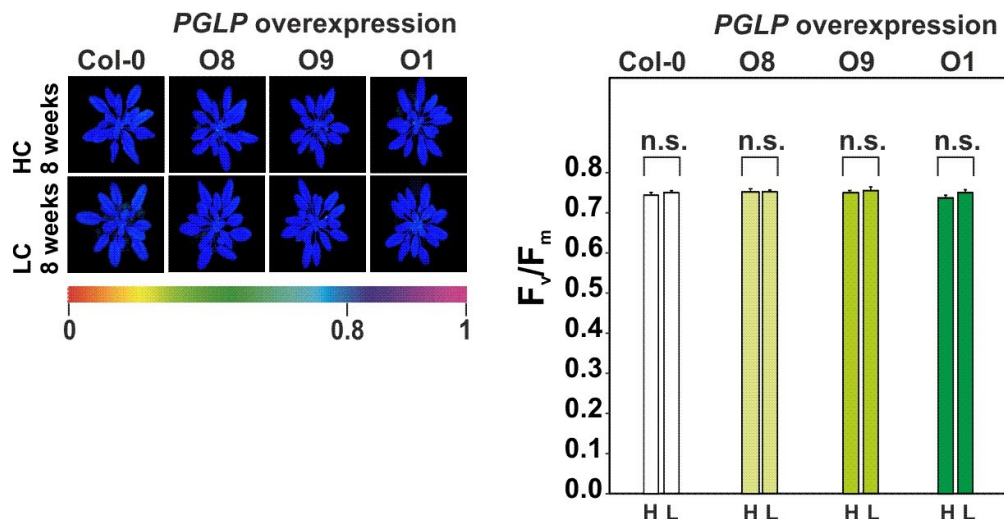 PGLP overexpression
Col-0 O8 O9 O1
HC
8 weeks
LC
8 weeks
0 0.8 1
PGLP overexpression
Col-0 O8 O9 O1
n.s. n.s. n.s. n.s.
Fv/Fm
0.8
0.7
0.6
0.5
0.4
0.3
0.2
0.1
0.0
H L H L H L H L